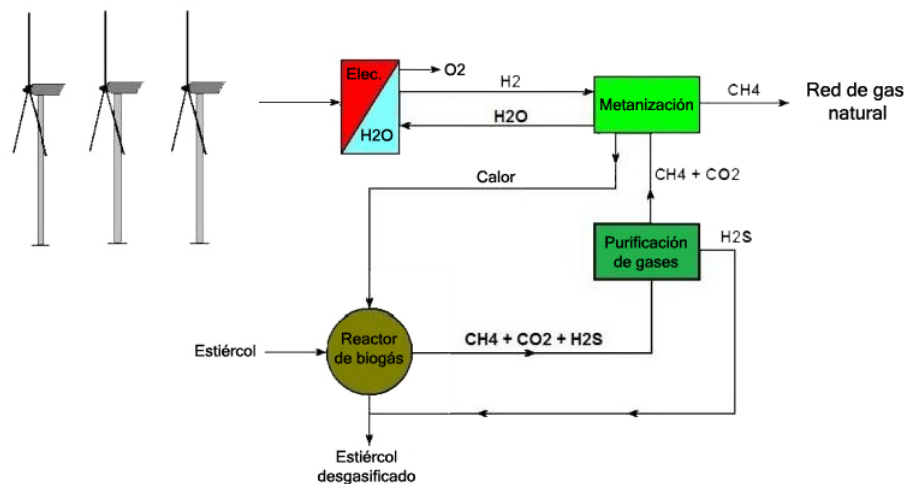 Elec.
H2O
O2
H2
H2O
Metanización
CH4
Red de gas
natural
Calor
CH4 + CO2
Purificación
de gases
H2S
Estiércol
Reactor
de biogás
CH4 + CO2 + H2S
Estiércol
desgasificado